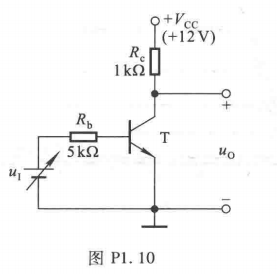 +V_CC
(+12 V)
R_c
1 kΩ
+
R_b
T
5 kΩ
u_O
u_I
−
图 P1.10